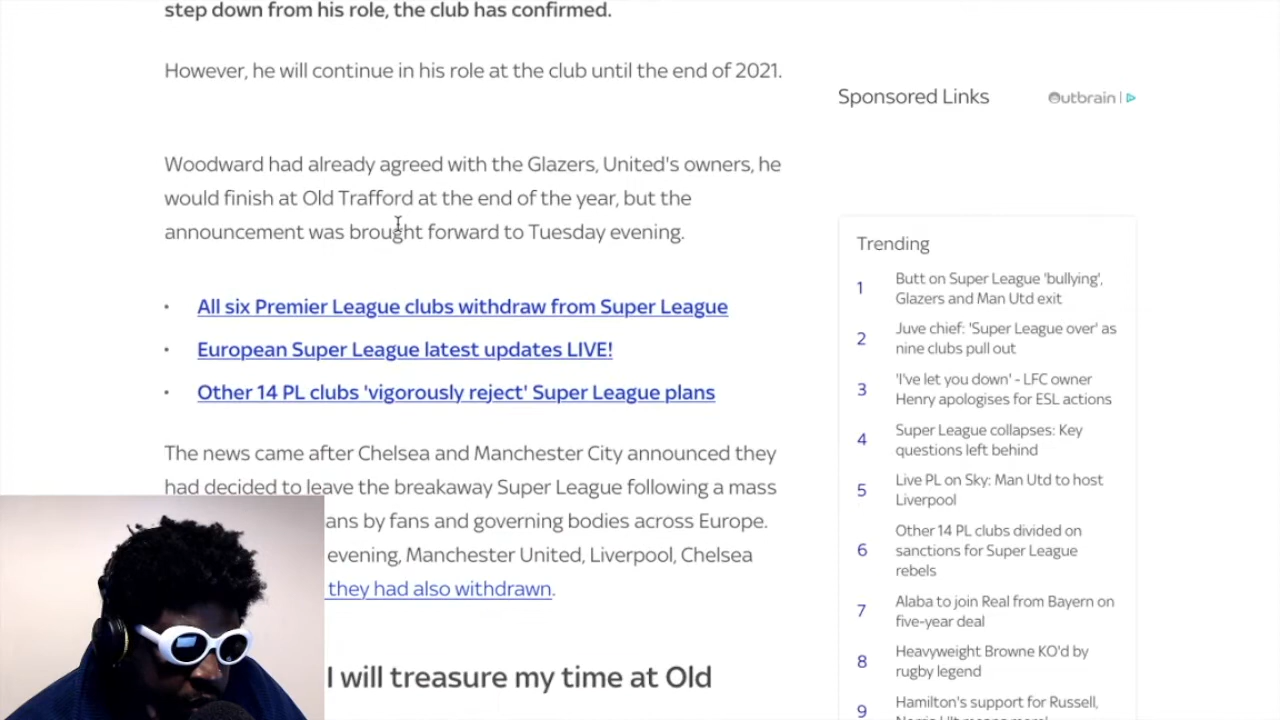 step down from his role, the club has confirmed.
However, he will continue in his role at the club until the end of 2021.
Woodward had already agreed with the Glazers, United's owners, he
would finish at Old Trafford at the end of the year, but the
announcement was brought forward to Tuesday evening.
All six Premier League clubs withdraw from Super League
European Super League latest updates LIVE!
Other 14 PL clubs 'vigorously reject' Super League plans
The news came after Chelsea and Manchester City announced they
had decided to leave the breakaway Super League following a mass
ans by fans and governing bodies across Europe.
evening, Manchester United, Liverpool, Chelsea
they had also withdrawn.
I will treasure my time at Old
Sponsored Links
Outbrain
Trending
1 Butt on Super League 'bullying',
Glazers and Man Utd exit
2 Juve chief: 'Super League over' as
nine clubs pull out
3 'I've let you down' - LFC owner
Henry apologises for ESL actions
4 Super League collapses: Key
questions left behind
5 Live PL on Sky: Man Utd to host
Liverpool
6 Other 14 PL clubs divided on
sanctions for Super League
rebels
7 Alaba to join Real from Bayern on
five-year deal
8 Heavyweight Browne KO'd by
rugby legend
9 Hamilton's support for Russell,